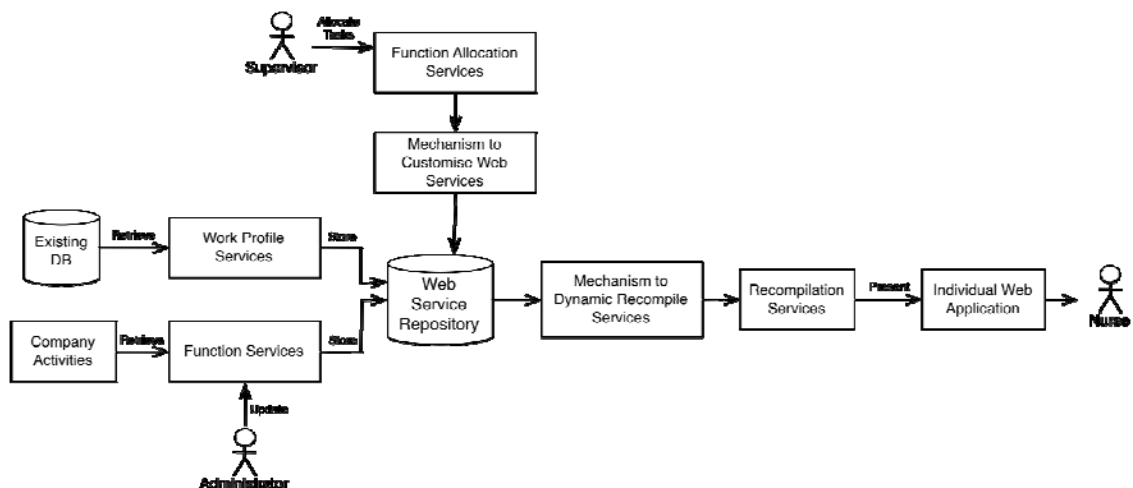 Allocate
Tasks
Supervisor
Function Allocation
Services
Mechanism to
Customise Web
Services
Existing
DB
Retrieve
Work Profile
Services
Store
Web
Service
Repository
Mechanism to
Dynamic Recompile
Services
Recompilation
Services
Present
Individual Web
Application
Nurse
Company
Activities
Retrieve
Function Services
Store
Update
Administrator